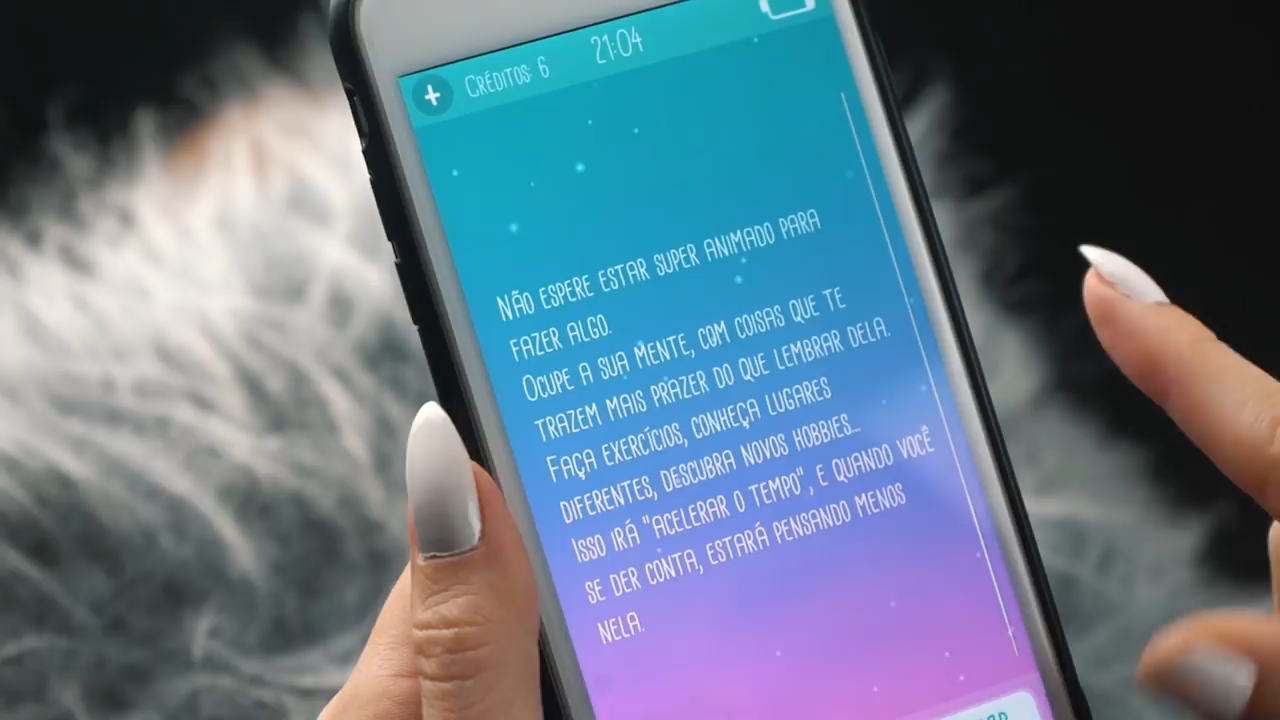 CRÉDITOS: 6 21:04
NÃO ESPERE ESTAR SUPER ANIMADO PARA
FAZER ALGO.
OCUPE A SUA MENTE, COM COISAS QUE TE
TRAZEM MAIS PRAZER DO QUE LEMBRAR DELA.
FAÇA EXERCÍCIOS, CONHEÇA LUGARES
DIFERENTES, DESCUBRA NOVOS HOBBIES...
ISSO IRÁ "ACELERAR O TEMPO", E QUANDO VOCÊ
SE DER CONTA, ESTARÁ PENSANDO MENOS
NELA.